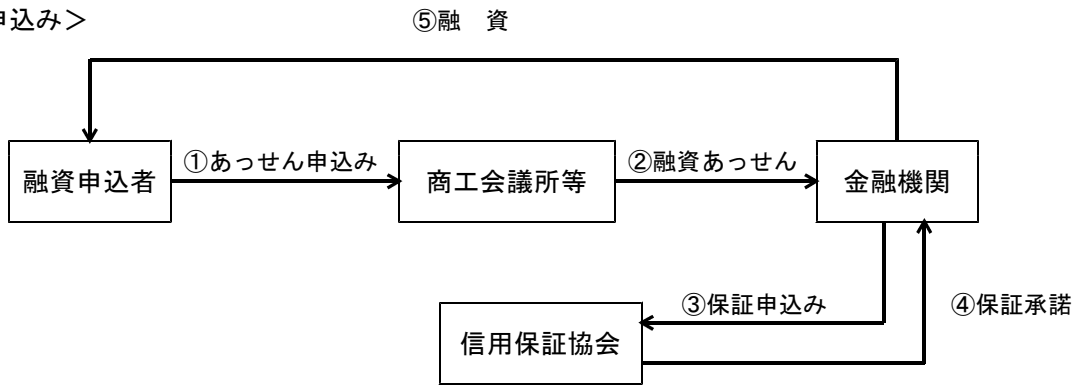 申込み＞
⑤融　資
融資申込者
①あっせん申込み
商工会議所等
②融資あっせん
金融機関
③保証申込み
④保証承諾
信用保証協会